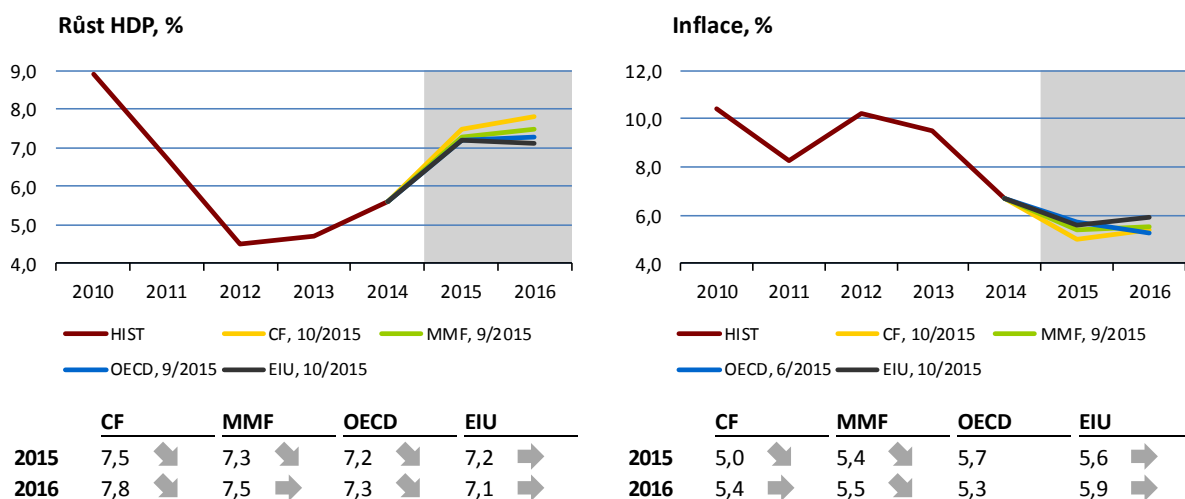 Růst HDP, %
9,0
8,0
7,0
6,0
5,0
4,0
2010 2011 2012 2013 2014 2015 2016
HIST CF, 10/2015 MMF, 9/2015
OECD, 9/2015 EIU, 10/2015
CF MMF OECD EIU
2015 7,5 7,3 7,2 7,2
2016 7,8 7,5 7,3 7,1
Inflace, %
12,0
10,0
8,0
6,0
4,0
2010 2011 2012 2013 2014 2015 2016
HIST CF, 10/2015 MMF, 9/2015
OECD, 6/2015 EIU, 10/2015
CF MMF OECD EIU
2015 5,0 5,4 5,7 5,6
2016 5,4 5,5 5,3 5,9